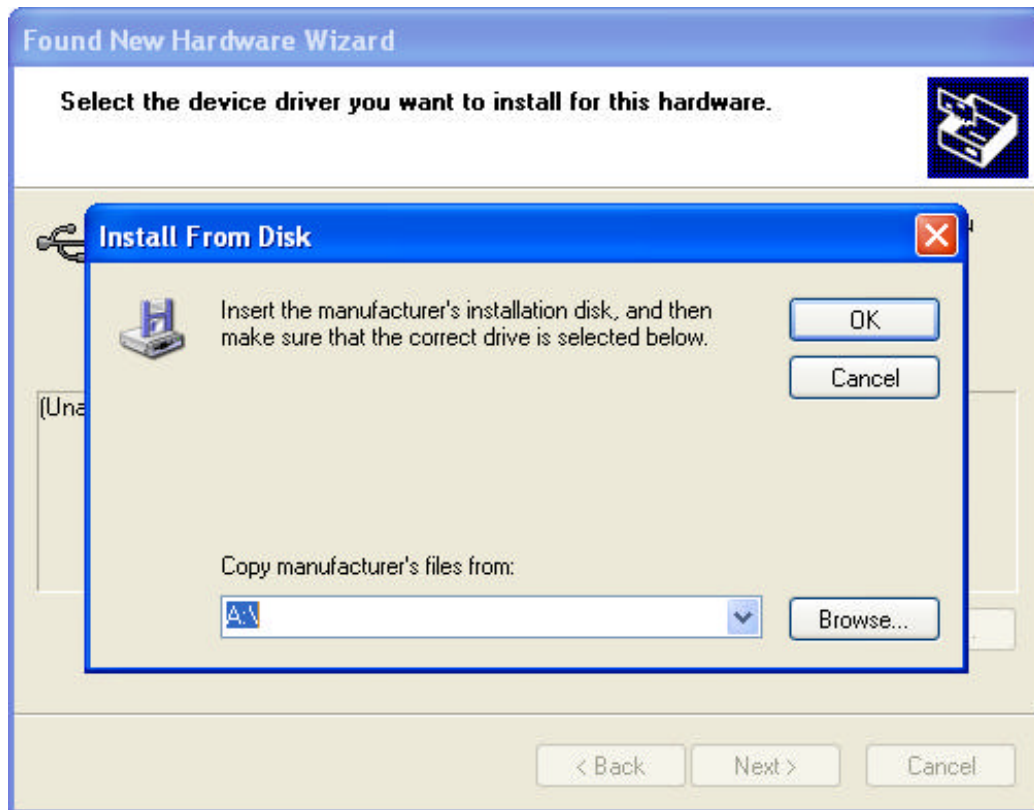 Found New Hardware Wizard
Select the device driver you want to install for this hardware.
Install From Disk
Insert the manufacturer's installation disk, and then
make sure that the correct drive is selected below.
OK
Cancel
(Una
Copy manufacturer's files from:
A:\
Browse...
< Back
Next >
Cancel